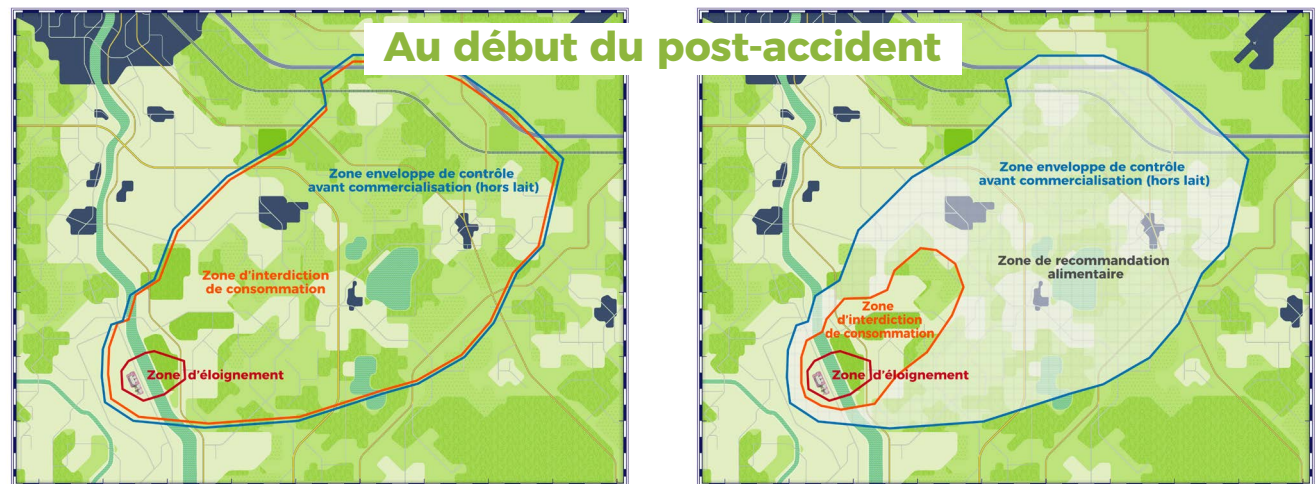 Au début du post-accident
Zone enveloppe de contrôle
avant commercialisation (hors lait)
Zone d'interdiction
de consommation
Zone d'éloignement
Zone enveloppe de contrôle
avant commercialisation (hors lait)
Zone de recommandation
alimentaire
Zone
d'interdiction
de consommation
Zone d'éloignement